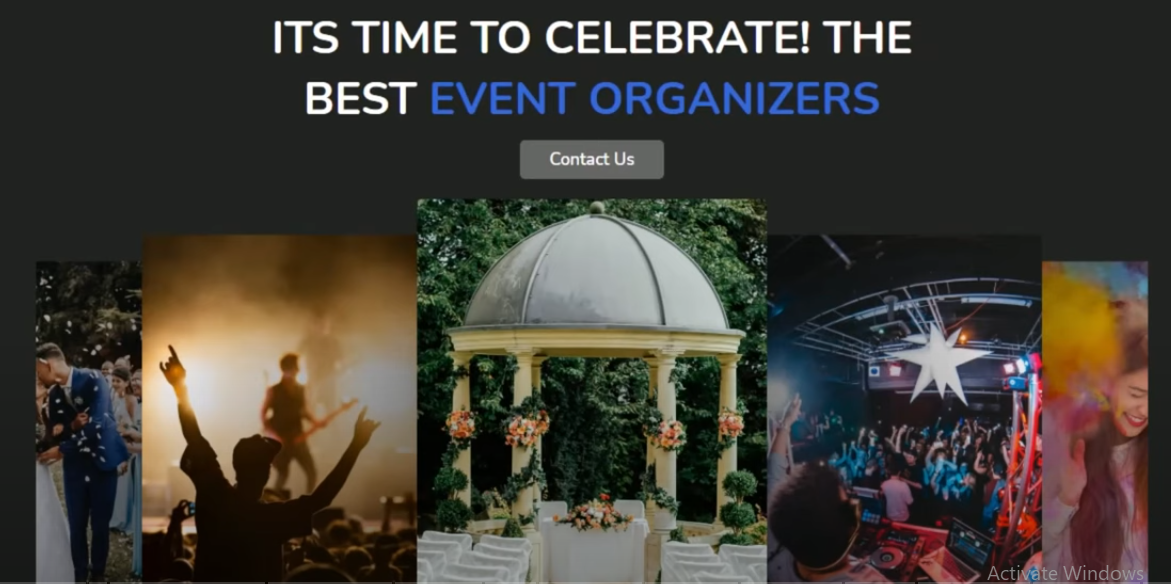 ITS TIME TO CELEBRATE! THE
BEST EVENT ORGANIZERS
Contact Us
Activate Windows